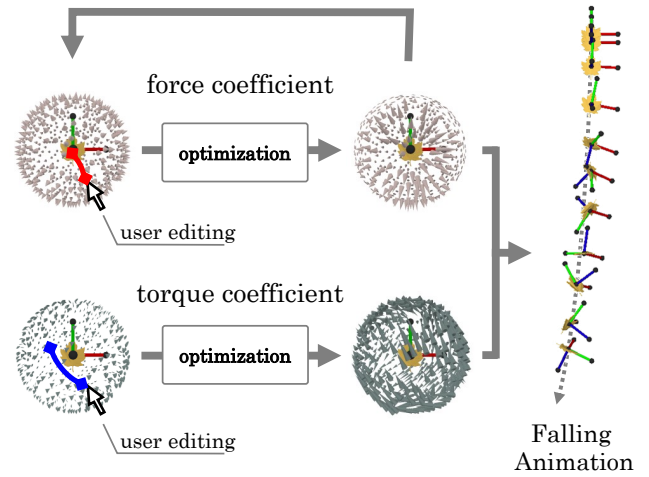 force coefficient
optimization
user editing
torque coefficient
optimization
user editing
Falling
Animation